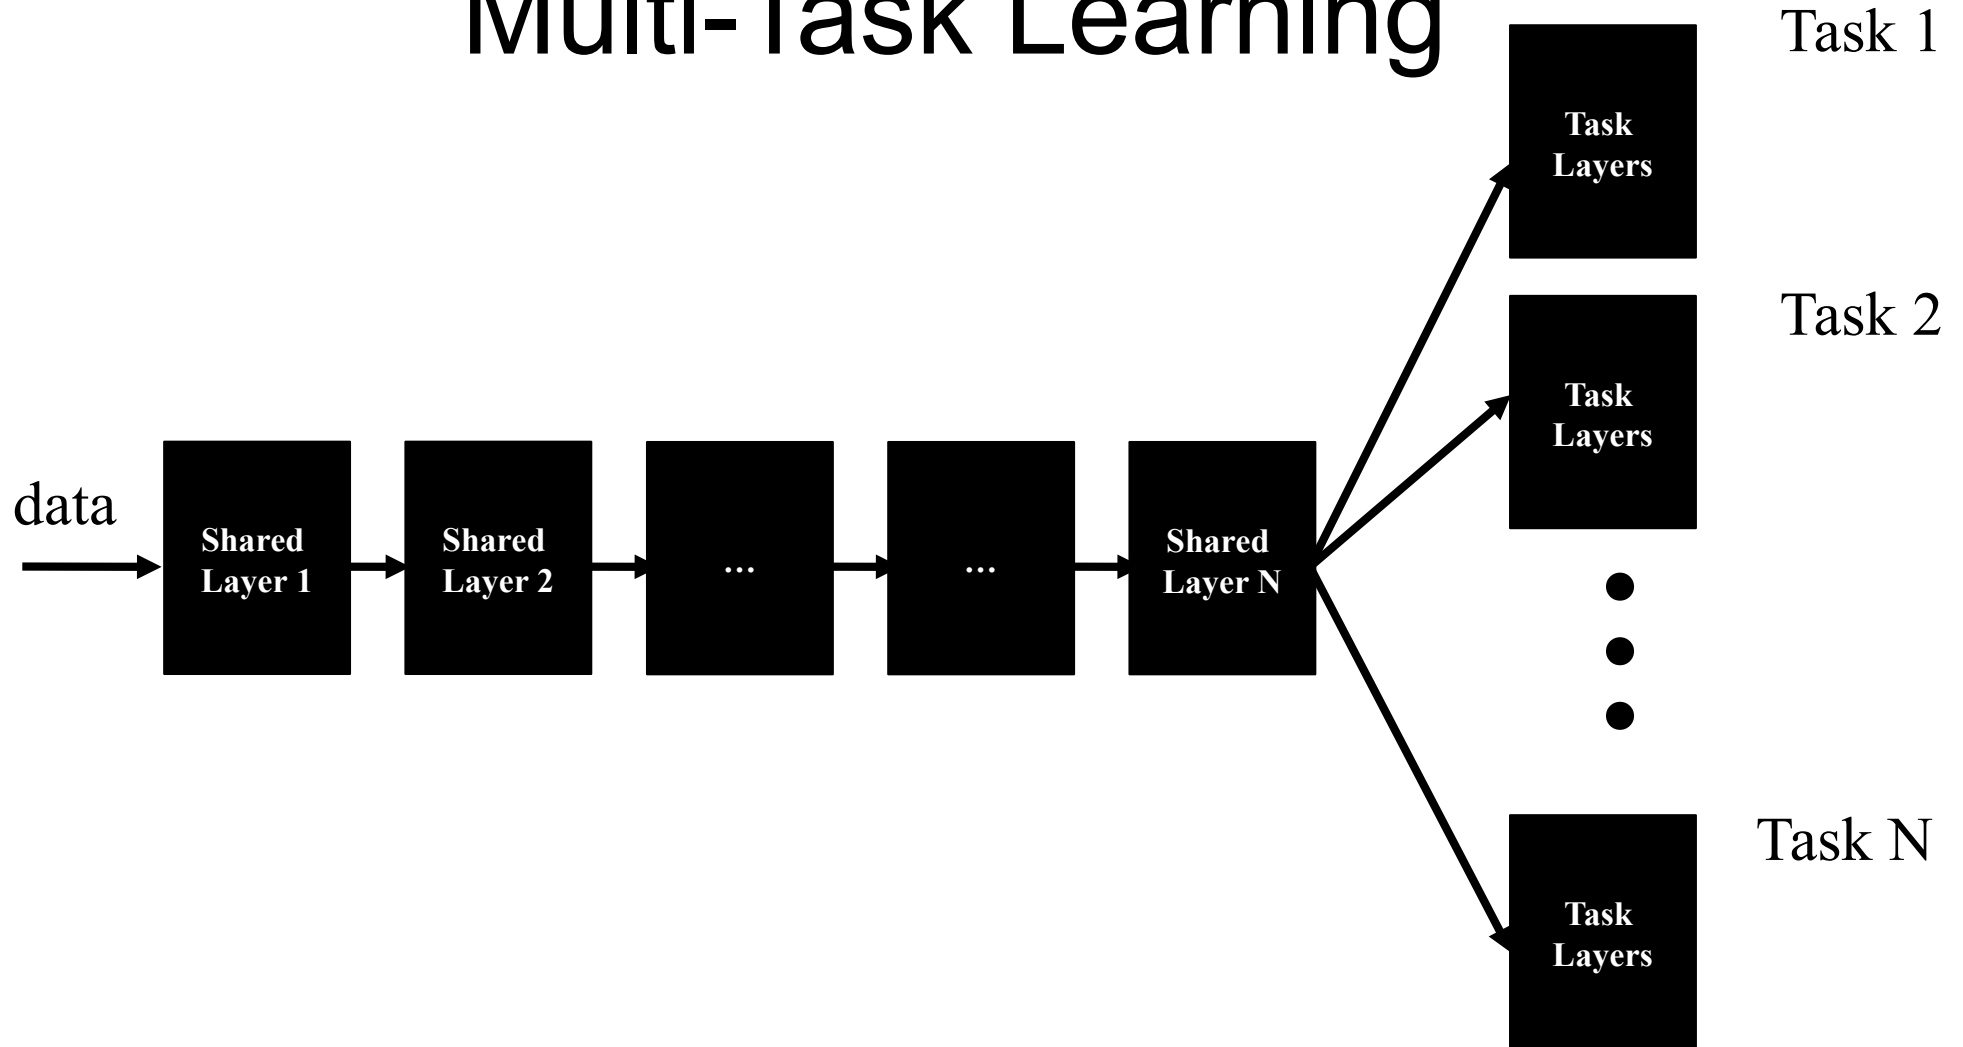 Multi-Task Learning
Task 1
Task
Layers
Task 2
Task
Layers
data
Shared
Layer 1
Shared
Layer 2
...
...
Shared
Layer N
Task N
Task
Layers